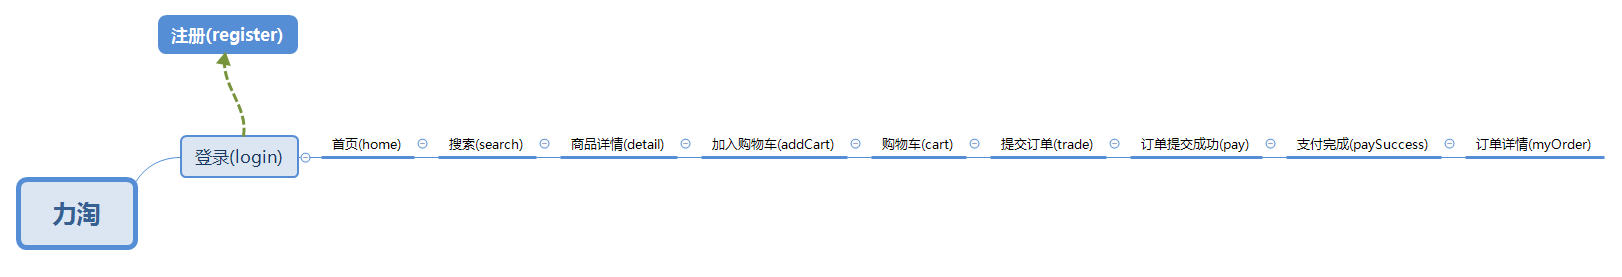 注册(register)
登录(login)
首页(home)
搜索(search)
商品详情(detail)
加入购物车(addCart)
购物车(cart)
提交订单(trade)
订单提交成功(pay)
支付完成(paySuccess)
订单详情(myOrder)
力淘